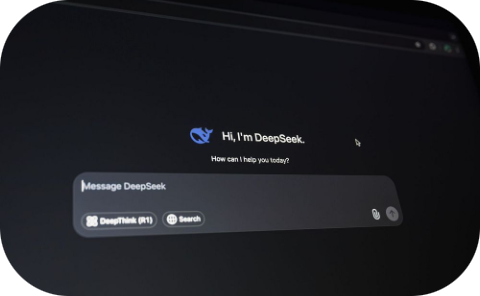 Hi, I'm DeepSeek.
How can I help you today?
Message DeepSeek
DeepThink (R1)
Search